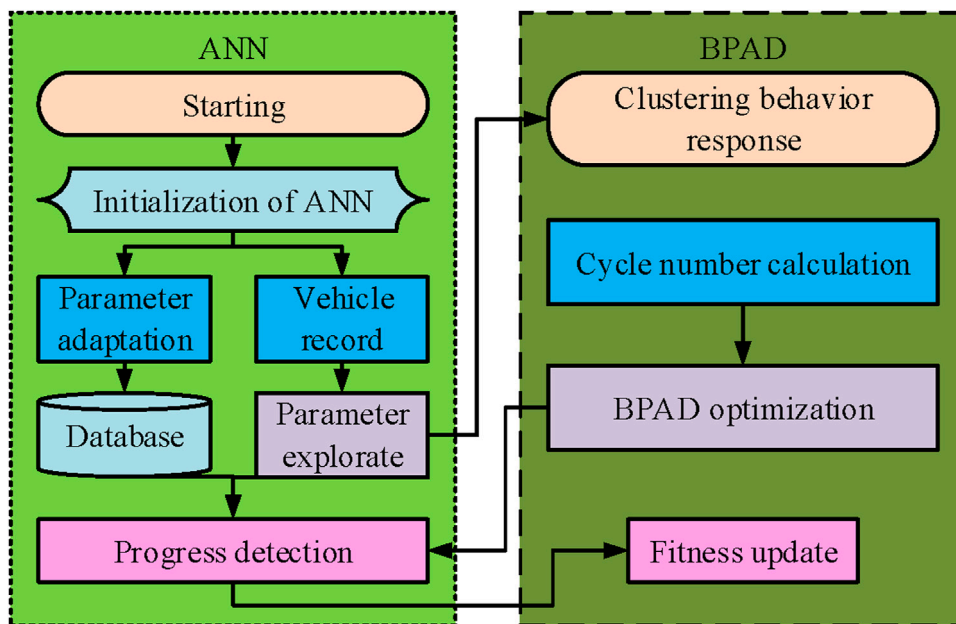 ANN
Starting
Initialization of ANN
Parameter
adaptation
Vehicle
record
Database
Parameter
explorate
Progress detection
BPAD
Clustering behavior
response
Cycle number calculation
BPAD optimization
Fitness update